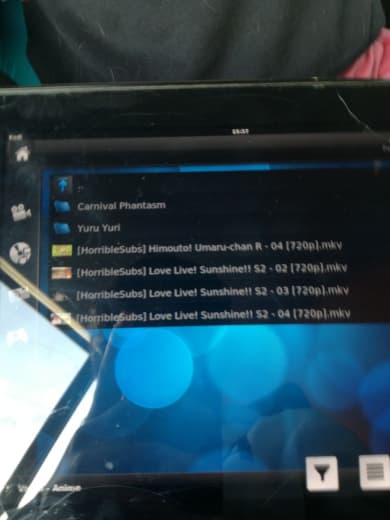 Carnival Phantasm
Yuru Yuri
[HorribleSubs] Himouto! Umaru-chan R - 04 [720p].mkv
[HorribleSubs] Love Live! Sunshine!! S2 - 02 [720p].mkv
[HorribleSubs] Love Live! Sunshine!! S2 - 03 [720p].mkv
[HorribleSubs] Love Live! Sunshine!! S2 - 04 [720p].mkv
- Anime